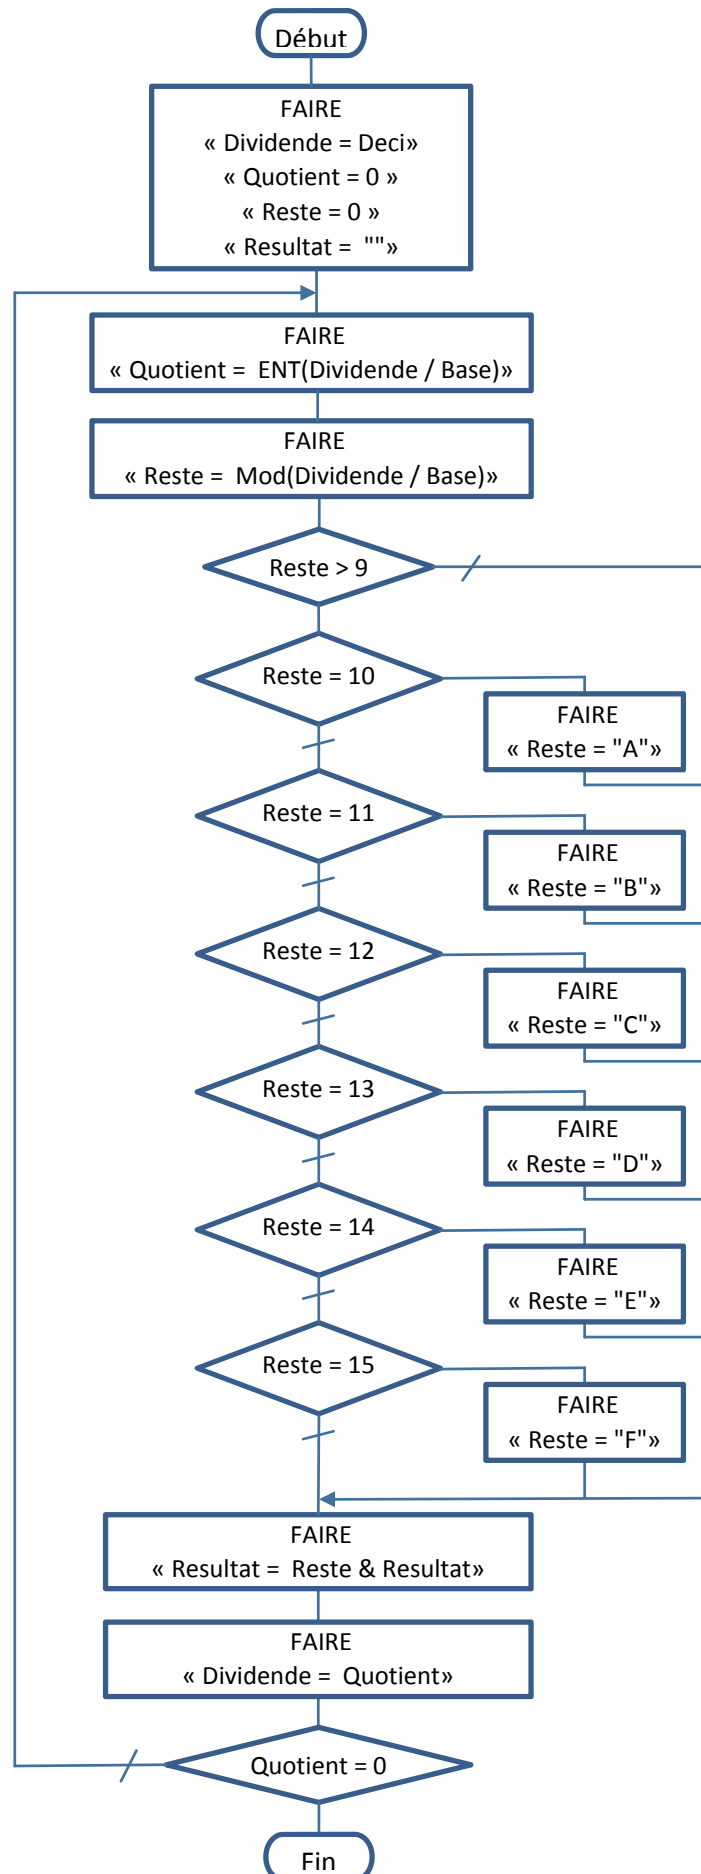 Début
FAIRE
« Dividende = Deci»
« Quotient = 0 »
« Reste = 0 »
« Resultat = ""»
FAIRE
« Quotient = ENT(Dividende / Base)»
FAIRE
« Reste = Mod(Dividende / Base)»
Reste > 9
Reste = 10
FAIRE
« Reste = "A"»
Reste = 11
FAIRE
« Reste = "B"»
Reste = 12
FAIRE
« Reste = "C"»
Reste = 13
FAIRE
« Reste = "D"»
Reste = 14
FAIRE
« Reste = "E"»
Reste = 15
FAIRE
« Reste = "F"»
FAIRE
« Resultat = Reste & Resultat»
FAIRE
« Dividende = Quotient»
Quotient = 0
Fin